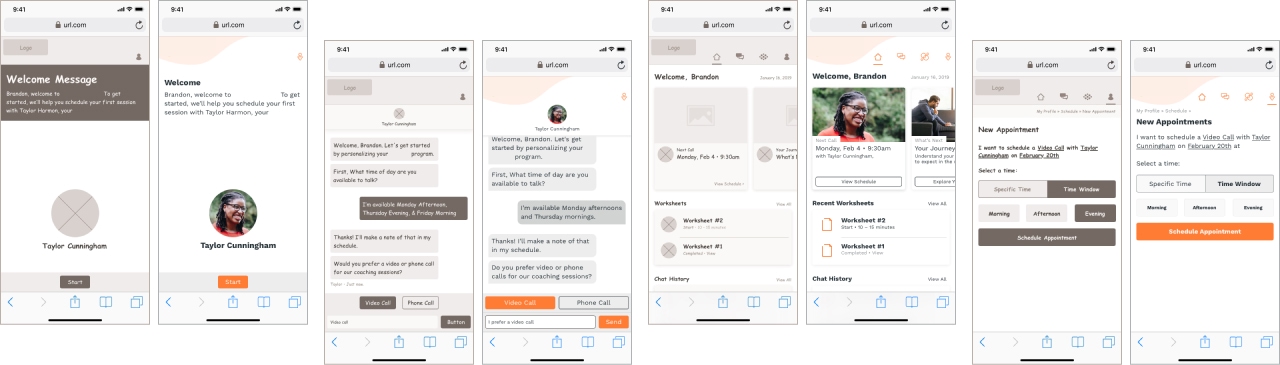 9:41
url.com
Logo
Welcome Message
Brandon, welcome to To get
started, we'll help you schedule your first session
with Taylor Harmon, your
Taylor Cunningham
Start
9:41
url.com
Welcome
Brandon, welcome to To get
started, we'll help you schedule your first
session with Taylor Harmon, your
Taylor Cunningham
Start
9:41
url.com
Logo
Taylor Cunningham
Welcome, Brandon. Let's get started
by personalizing your program.
First, What time of day are you
available to talk?
I'm available Monday Afternoon,
Thursday Evening, & Friday Morning
Thanks! I'll make a note of that in my
schedule.
Would you prefer a video or phone call
for our coaching sessions?
Taylor - Just now
Video Call
Phone Call
Video call
Button
9:41
url.com
Taylor Cunningham
Welcome, Brandon. Let's get
started by personalizing your
program.
First, What time of day are you
available to talk?
I'm available Monday afternoons
and Thursday mornings.
Thanks! I'll make a note of that
in my schedule.
Do you prefer video or phone
calls for our coaching sessions?
Video Call
Phone Call
I prefer a video call
Send
9:41
url.com
Logo
Welcome, Brandon
January 16, 2019
Next Call
Monday, Feb 4 • 9:30am
View Schedule >
Your Journ
What's
Worksheets
View All
Worksheet #2
Start • 10 - 15 minutes
Worksheet #1
Completed • View
Chat History
View All
9:41
url.com
Welcome, Brandon
January 16, 2019
Next Call
Monday, Feb 4 • 9:30am
with Taylor Cunningham,
View Schedule
What's Next
Your Journey
Understand your
to expect in the
Explore Y
Recent Worksheets
View All
Worksheet #2
Start • 10 – 15 minutes
Worksheet #1
Completed • View
Chat History
View All
9:41
url.com
Logo
My Profile > Schedule > New Appointment
New Appointment
I want to schedule a Video Call with Taylor
Cunningham on February 20th
Select a time:
Specific Time
Time Window
Morning
Afternoon
Evening
Schedule Appointment
9:41
url.com
My Profile > Schedule >
New Appointments
I want to schedule a Video Call with Taylor
Cunningham on February 20th at
Select a time:
Specific Time
Time Window
Morning
Afternoon
Evening
Schedule Appointment